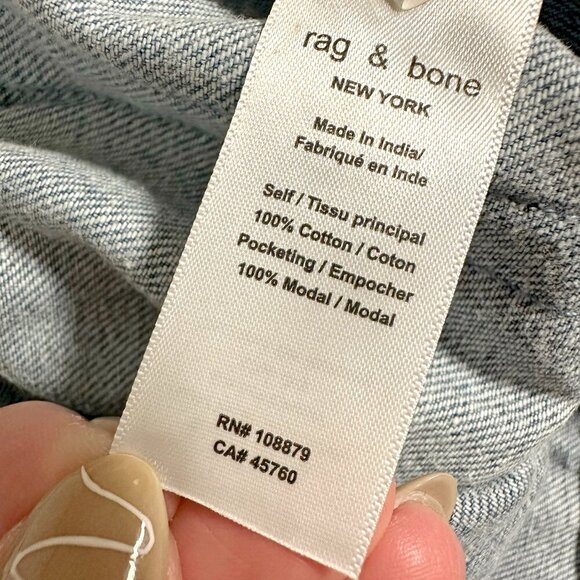 rag & bone
NEW YORK
Made In India/
Fabriqué en Inde
Self / Tissu principal
100% Cotton / Coton
Pocketing / Empocher
100% Modal / Modal
RN# 108879
CA# 45760